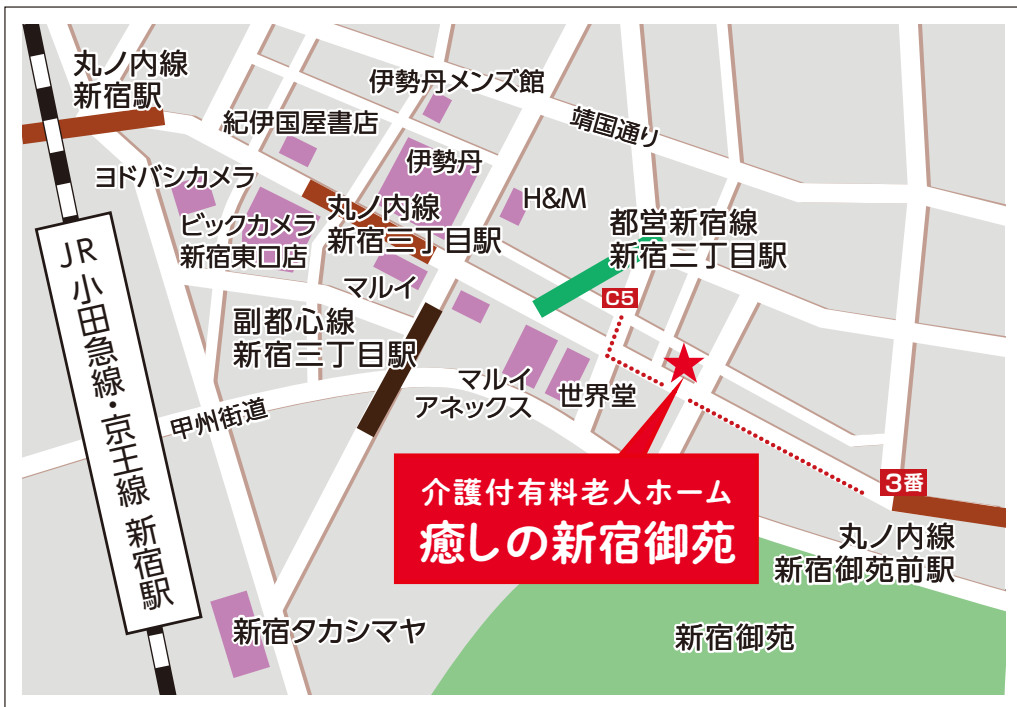 丸ノ内線
新宿駅
伊勢丹メンズ館
紀伊国屋書店
靖国通り
伊勢丹
ヨドバシカメラ
H&M
ビックカメラ
新宿東口店
丸ノ内線
新宿三丁目駅
都営新宿線
新宿三丁目駅
JR 小田急線・京王線 新宿駅
マルイ
C5
副都心線
新宿三丁目駅
マルイ
アネックス
世界堂
甲州街道
介護付有料老人ホーム
癒しの新宿御苑
3番
丸ノ内線
新宿御苑前駅
新宿タカシマヤ
新宿御苑